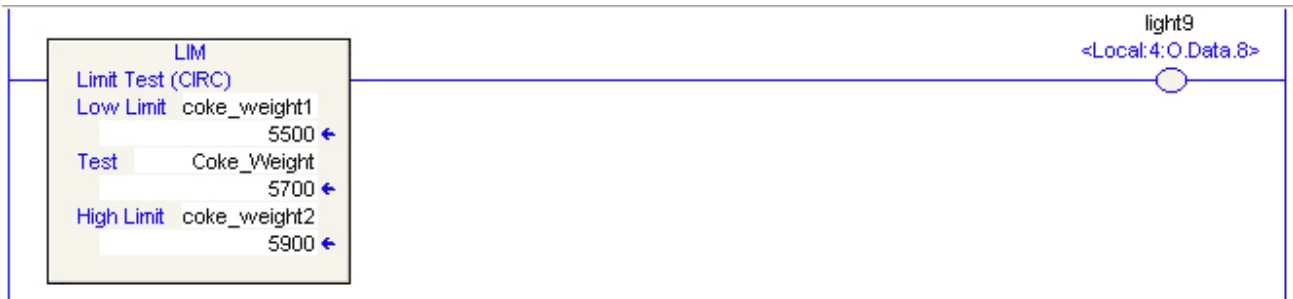 LIM
Limit Test (CIRC)
Low Limit coke_weight1
5500
Test Coke_Weight
5700
High Limit coke_weight2
5900
light9
<Local:4:O.Data.8>